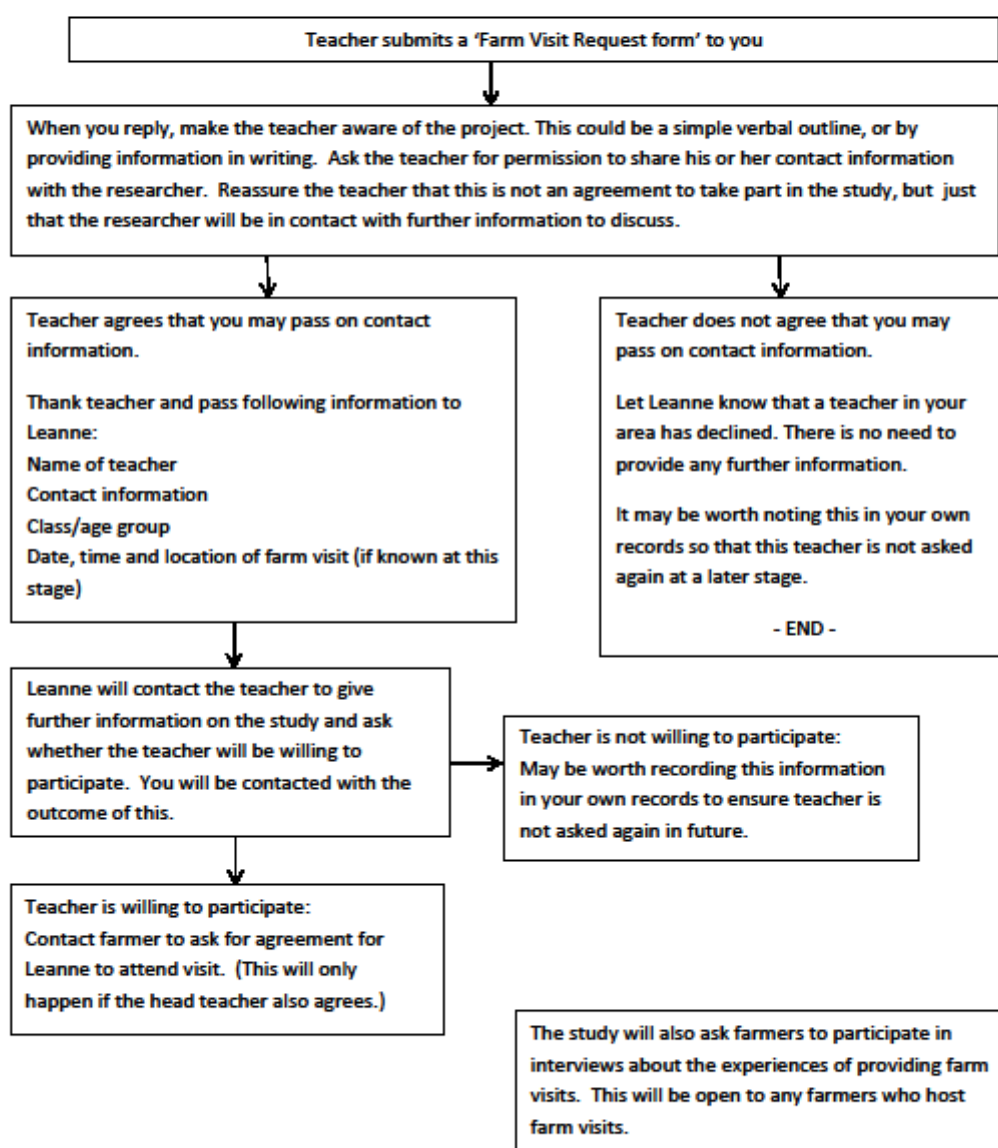 Teacher submits a ‘Farm Visit Request form’ to you
When you reply, make the teacher aware of the project. This could be a simple verbal outline, or by
providing information in writing.  Ask the teacher for permission to share his or her contact information
with the researcher.  Reassure the teacher that this is not an agreement to take part in the study, but  just
that the researcher will be in contact with further information to discuss.
Teacher agrees that you may pass on contact
information.
Thank teacher and pass following information to
Leanne:
Name of teacher
Contact information
Class/age group
Date, time and location of farm visit (if known at this
stage)
Teacher does not agree that you may
pass on contact information.
Let Leanne know that a teacher in your
area has declined. There is no need to
provide any further information.
It may be worth noting this in your own
records so that this teacher is not asked
again at a later stage.
- END -
Leanne will contact the teacher to give
further information on the study and ask
whether the teacher will be willing to
participate.  You will be contacted with the
outcome of this.
Teacher is not willing to participate:
May be worth recording this information
in your own records to ensure teacher is
not asked again in future.
Teacher is willing to participate:
Contact farmer to ask for agreement for
Leanne to attend visit.  (This will only
happen if the head teacher also agrees.)
The study will also ask farmers to participate in
interviews about the experiences of providing farm
visits.  This will be open to any farmers who host
farm visits.